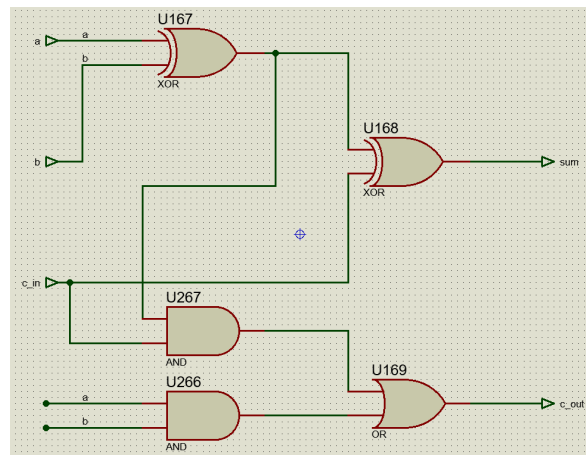 U167
a
a
b
XOR
U168
b
sum
XOR
c_in
U267
AND
U266
U169
a
c_out
b
OR
AND